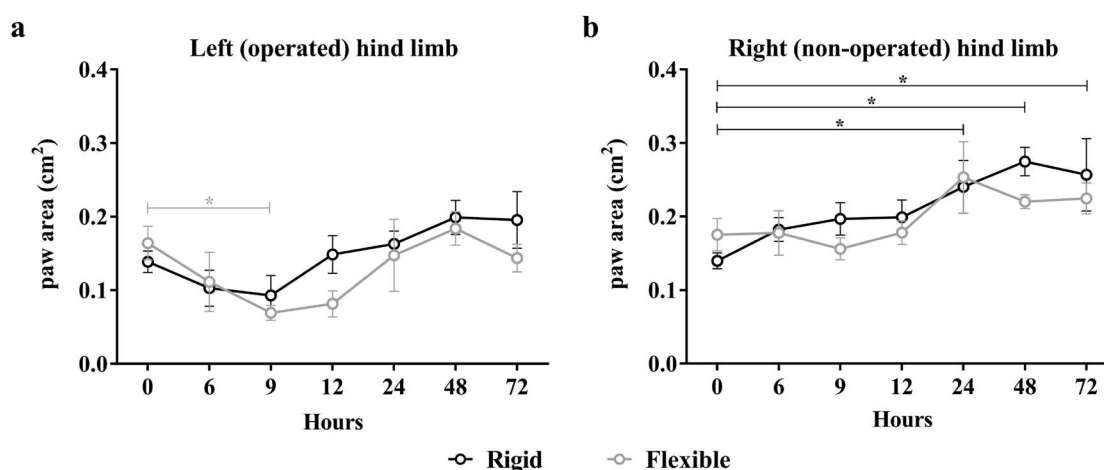 a
Left (operated) hind limb
paw area (cm²)
0.4
0.3
0.2
0.1
0.0
*
0 6 9 12 24 48 72
Hours
b
Right (non-operated) hind limb
paw area (cm²)
0.4
0.3
0.2
0.1
0.0
*
*
*
0 6 9 12 24 48 72
Hours
Rigid Flexible